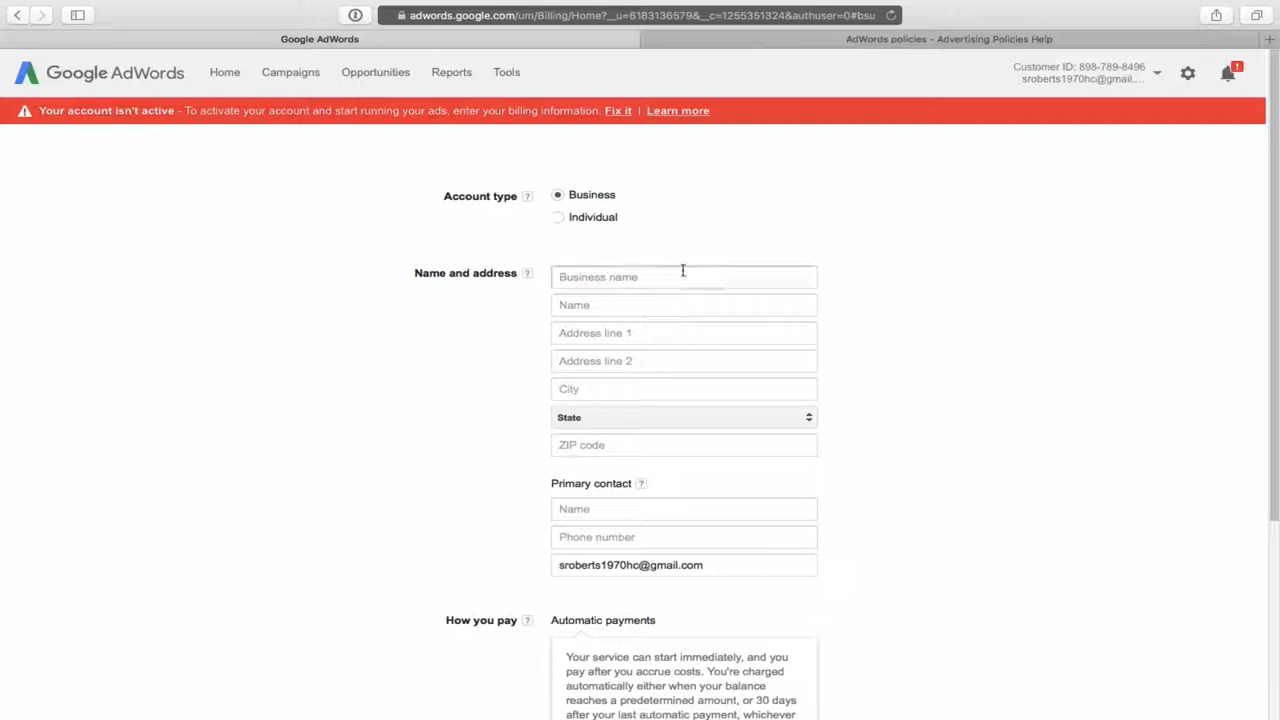 adwords.google.com/um/Billing/Home?__u=6183136579&__c=1255351324&authuser=0#bsu
Google AdWords
AdWords policies - Advertising Policies Help
Google AdWords
Home
Campaigns
Opportunities
Reports
Tools
Customer ID: 898-789-8496
sroberts1970hc@gmail....
!
Your account isn't active - To activate your account and start running your ads, enter your billing information. Fix it | Learn more
Account type ?
Business
Individual
Name and address ?
Business name
Name
Address line 1
Address line 2
City
State
ZIP code
Primary contact ?
Name
Phone number
sroberts1970hc@gmail.com
How you pay ?
Automatic payments
Your service can start immediately, and you
pay after you accrue costs. You're charged
automatically either when your balance
reaches a predetermined amount, or 30 days
after your last automatic payment, whichever